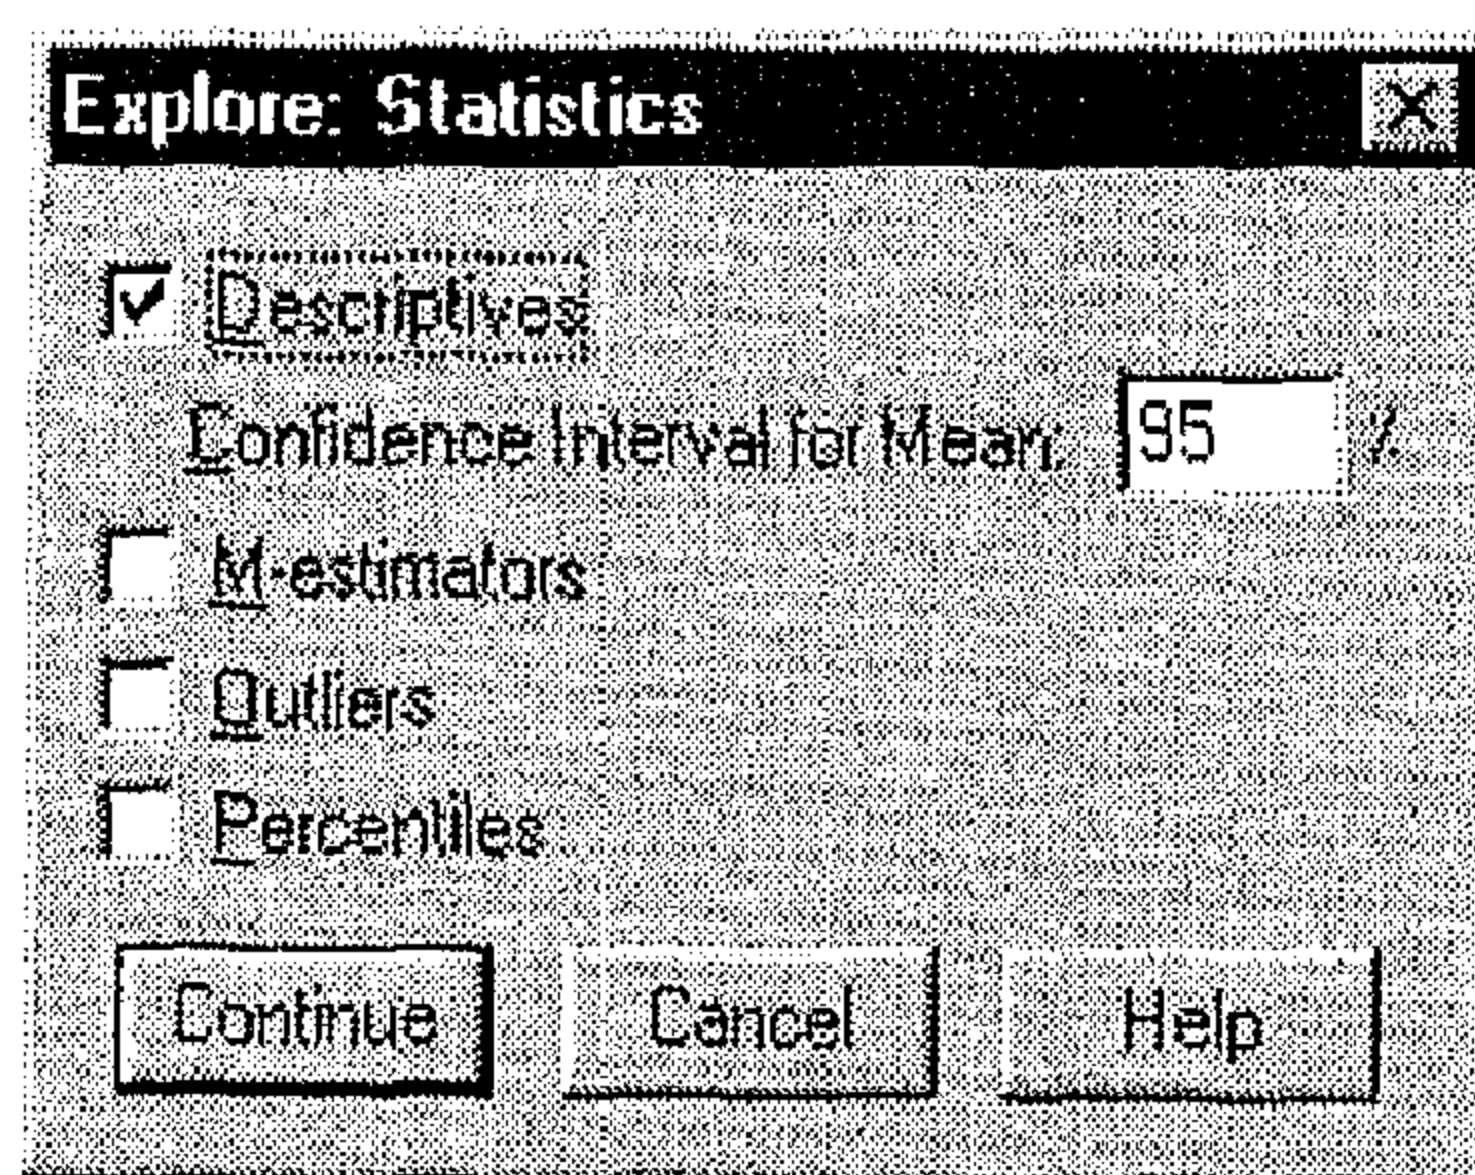 Explore: Statistics
Descriptives
Confidence Interval for Mean: 95 %
M-estimators
Outliers
Percentiles
Continue Cancel Help